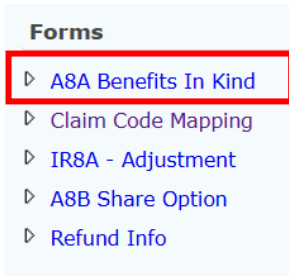 Forms
A8A Benefits In Kind
Claim Code Mapping
IR8A - Adjustment
A8B Share Option
Refund Info